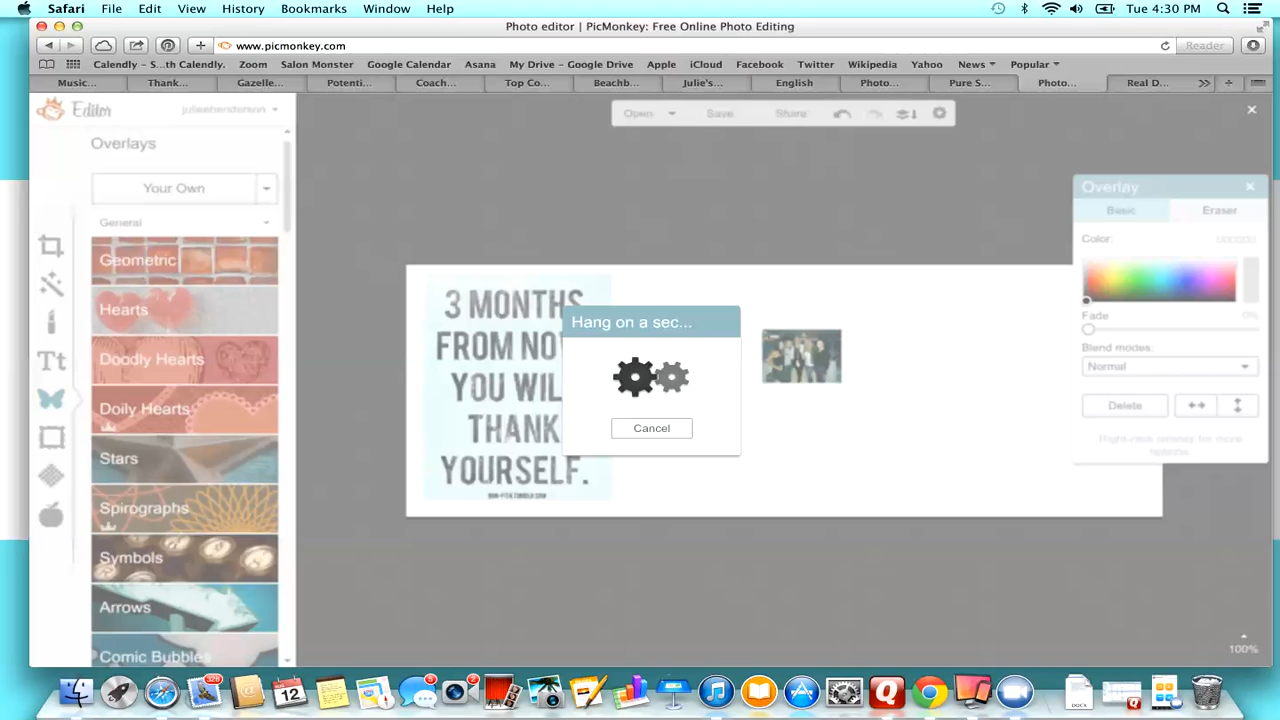 Safari File Edit View History Bookmarks Window Help Tue 4:30 PM
Photo editor | PicMonkey: Free Online Photo Editing
www.picmonkey.com Reader
Calendly - S...th Calendly. Zoom Salon Monster Google Calendar Asana My Drive - Google Drive Apple iCloud Facebook Twitter Wikipedia Yahoo News Popular
Music... Thank... Gazelle... Potenti... Coach... Top Co... Beachb... Julie's... English Photo... Pure S... Photo... Real D...
Editor
Open Save Share
Overlays
Your Own
General
Geometric
Hearts
Doodly Hearts
Doily Hearts
Stars
Spirographs
Symbols
Arrows
Comic Bubbles
3 MONTHS
FROM NOW
YOU WILL
THANK
YOURSELF.
Hang on a sec...
Cancel
Overlay
Basic Eraser
Color:
Fade 0%
Blend modes:
Normal
Delete
100%
328
12
5
2
DOCS